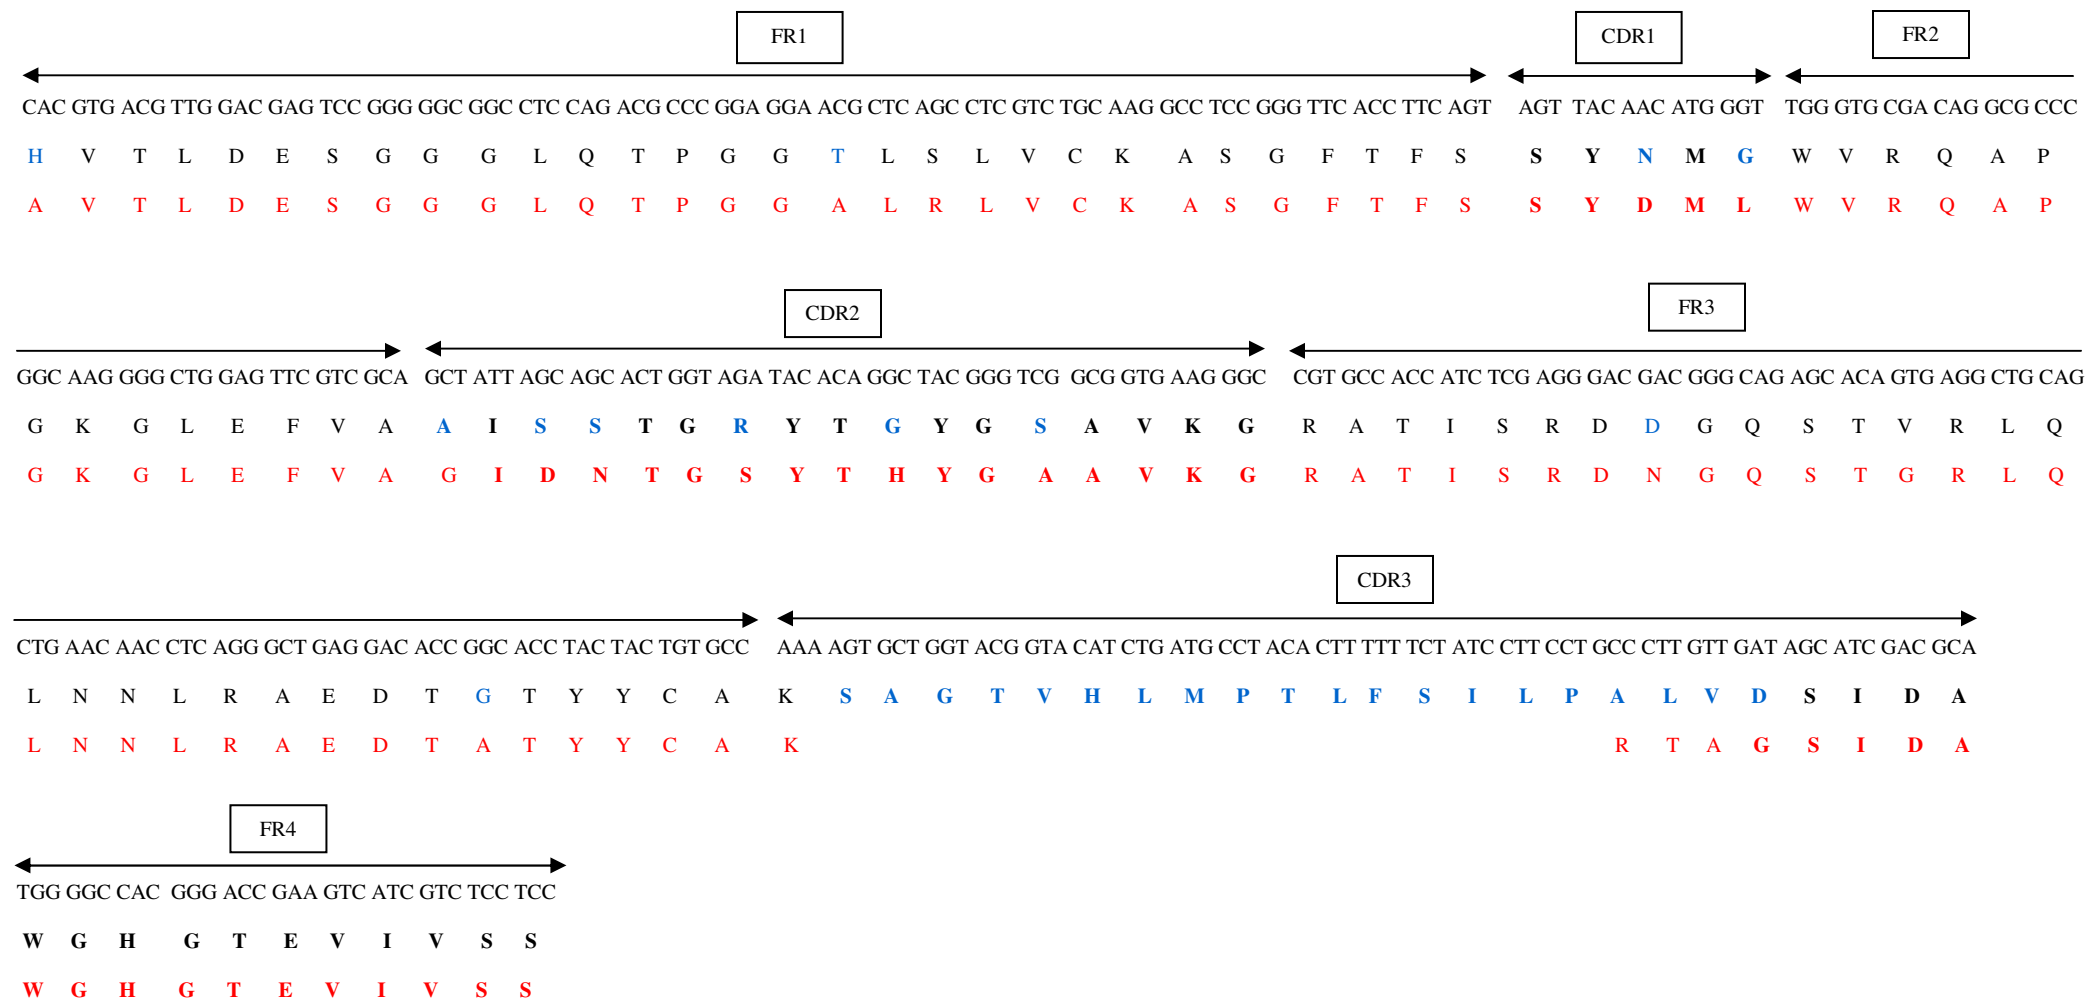 FR1 CDR1 FR2
CAC GTG ACG TTG GAC GAG TCC GGG GGC GGC CTC CAG ACG CCC GGA GGA ACG CTC AGC CTC GTC TGC AAG GCC TCC GGG TTC ACC TTC AGT AGT TAC AAC ATG GGT TGG GTG CGA CAG GCG CCC
H V T L D E S G G G L Q T P G G T L S L V C K A S G F T F S S Y N M G W V R Q A P
A V T L D E S G G G L Q T P G G A L R L V C K A S G F T F S S Y D M L W V R Q A P
CDR2 FR3
GGC AAG GGG CTG GAG TTC GTC GCA GCT ATT AGC AGC ACT GGT AGA TAC ACA GGC TAC GGG TCG GCG GTG AAG GGC CGT GCC ACC ATC TCG AGG GAC GAC GGG CAG AGC ACA GTG AGG CTG CAG
G K G L E F V A A I S S T G R Y T G Y G S A V K G R A T I S R D D G Q S T V R L Q
G K G L E F V A G I D N T G S Y T H Y G A A V K G R A T I S R D N G Q S T G R L Q
CDR3
CTG AAC AAC CTC AGG GCT GAG GAC ACC GGC ACC TAC TAC TGT GCC AAA AGT GCT GGT ACG GTA CAT CTG ATG CCT ACA CTT TTT TCT ATC CTT CCT GCC CTT GTT GAT AGC ATC GAC GCA
L N N L R A E D T G T Y Y C A K S A G T V H L M P T L F S I L P A L V D S I D A
L N N L R A E D T A T Y Y C A K R T A G S I D A
FR4
TGG GGC CAC GGG ACC GAA GTC ATC GTC TCC TCC
W G H G T E V I V S S
W G H G T E V I V S S